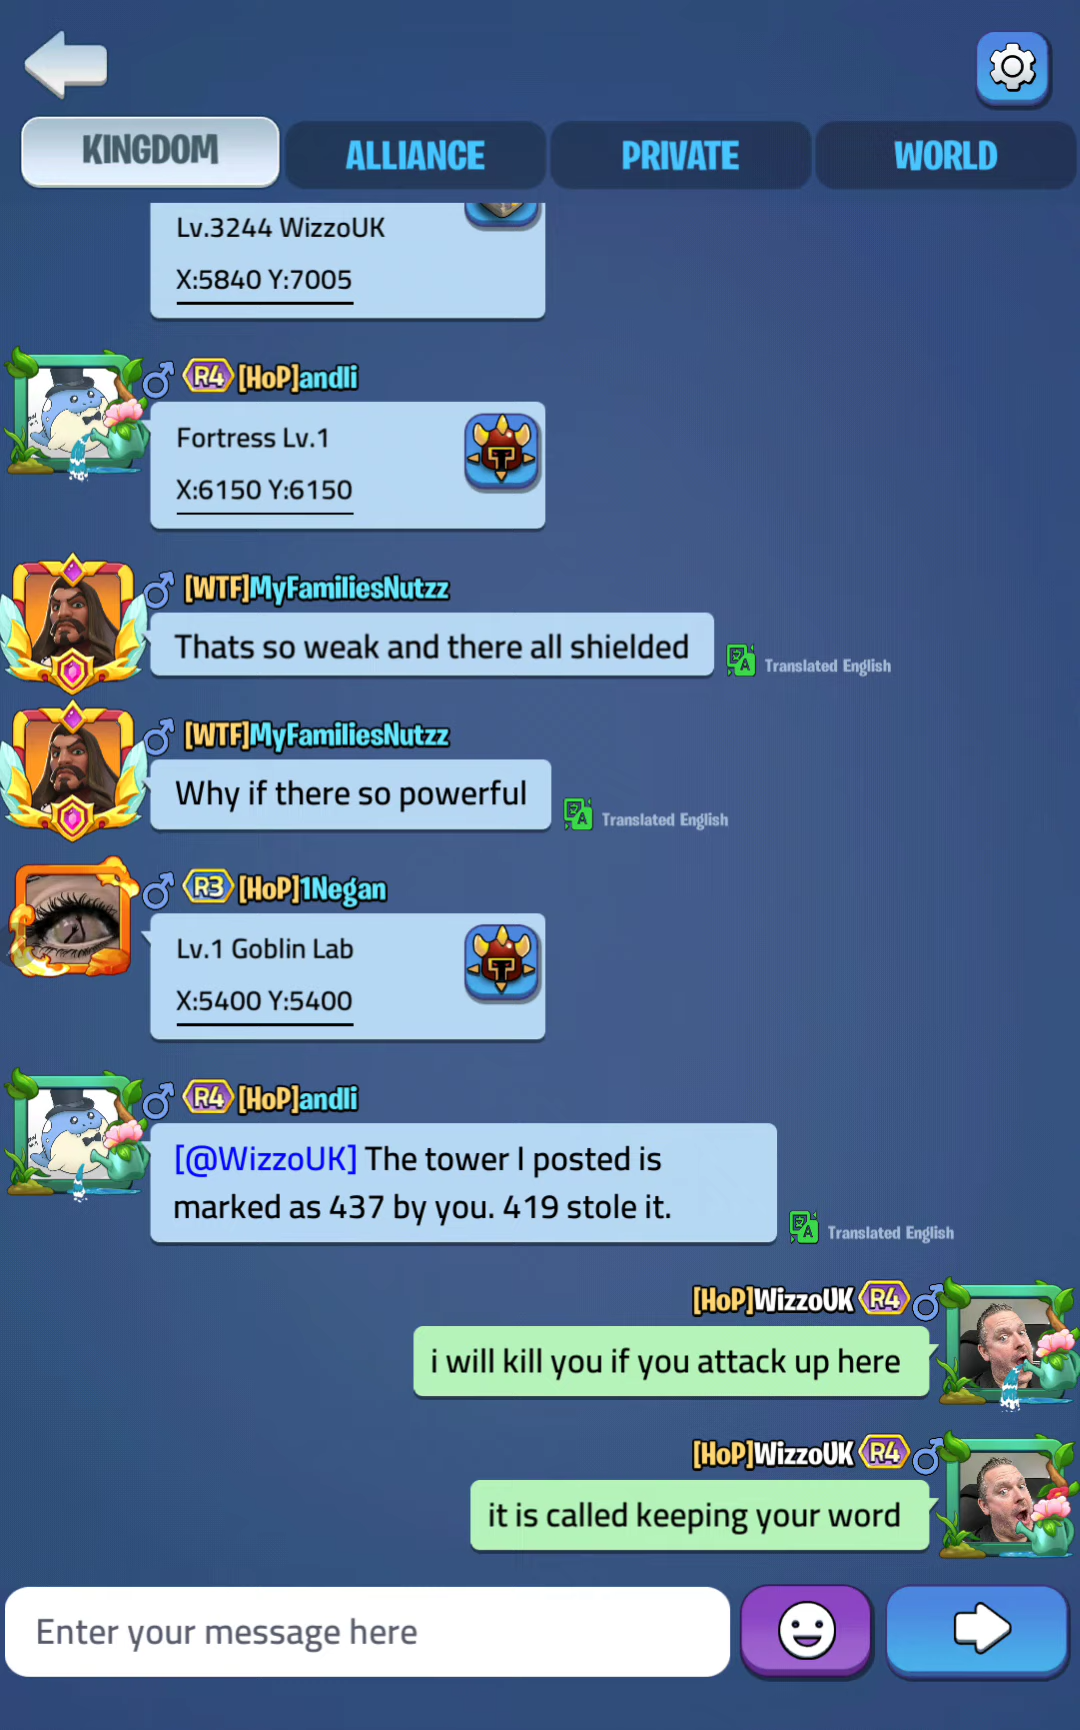 KINGDOM
ALLIANCE
PRIVATE
WORLD
Lv.3244 WizzoUK
X:5840 Y:7005
R4 [HoP]andli
Fortress Lv.1
X:6150 Y:6150
[WTF]MyFamiliesNutzz
Thats so weak and there all shielded
Translated English
[WTF]MyFamiliesNutzz
Why if there so powerful
Translated English
R3 [HoP]1Negan
Lv.1 Goblin Lab
X:5400 Y:5400
R4 [HoP]andli
[@WizzoUK] The tower I posted is
marked as 437 by you. 419 stole it.
Translated English
[HoP]WizzoUK R4
i will kill you if you attack up here
[HoP]WizzoUK R4
it is called keeping your word
Enter your message here